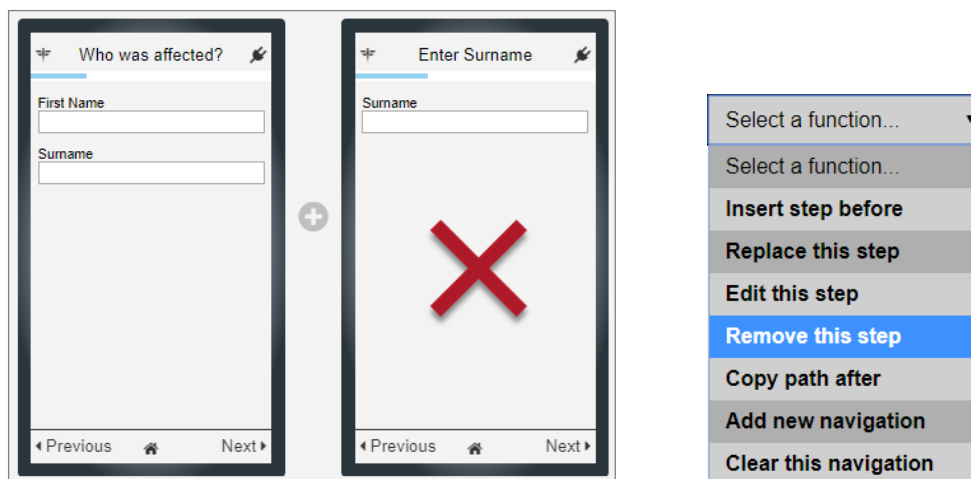 Who was affected?
First Name
Surname
Previous
Next
Enter Surname
Surname
Previous
Next
Select a function...
Select a function...
Insert step before
Replace this step
Edit this step
Remove this step
Copy path after
Add new navigation
Clear this navigation